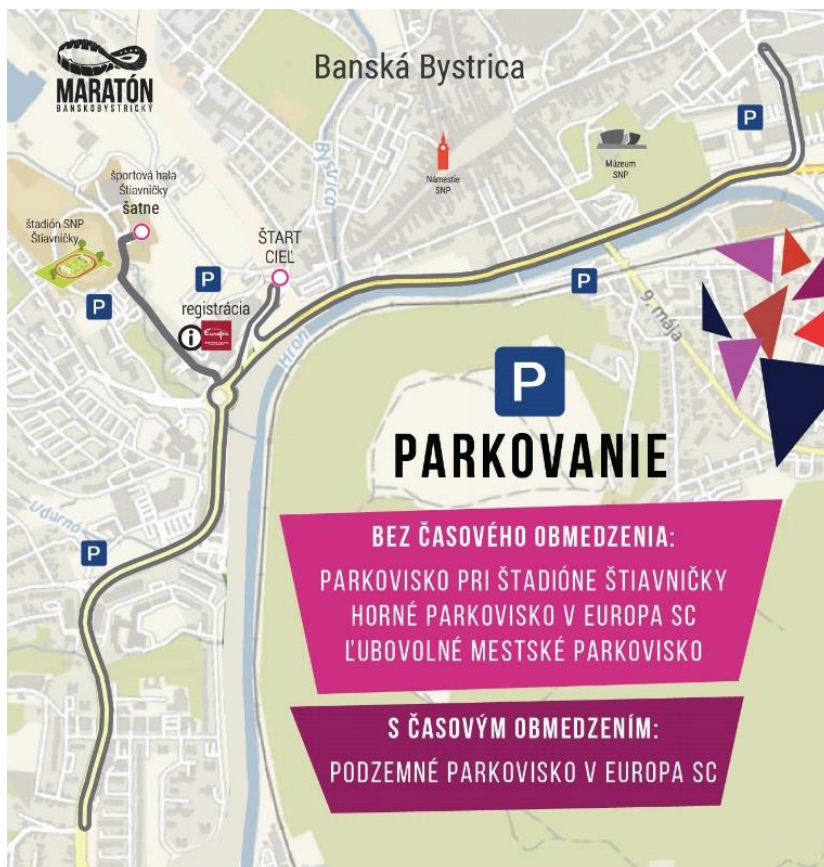 MARATÓN
BANSKOBYSTRICKÝ
Banská Bystrica
P
Bystrica
Námestie
SNP
Múzeum
SNP
športová hala
Štiavničky
šatne
štadión SNP
Štiavničky
ŠTART
CIEĽ
P
P
registrácia
i
Europa
P
9. mája
Hron
P
PARKOVANIE
Udurná
P
BEZ ČASOVÉHO OBMEDZENIA:
PARKOVISKO PRI ŠTADIÓNE ŠTIAVNIČKY
HORNÉ PARKOVISKO V EUROPA SC
ĽUBOVOLNÉ MESTSKÉ PARKOVISKO
S ČASOVÝM OBMEDZENÍM:
PODZEMNÉ PARKOVISKO V EUROPA SC